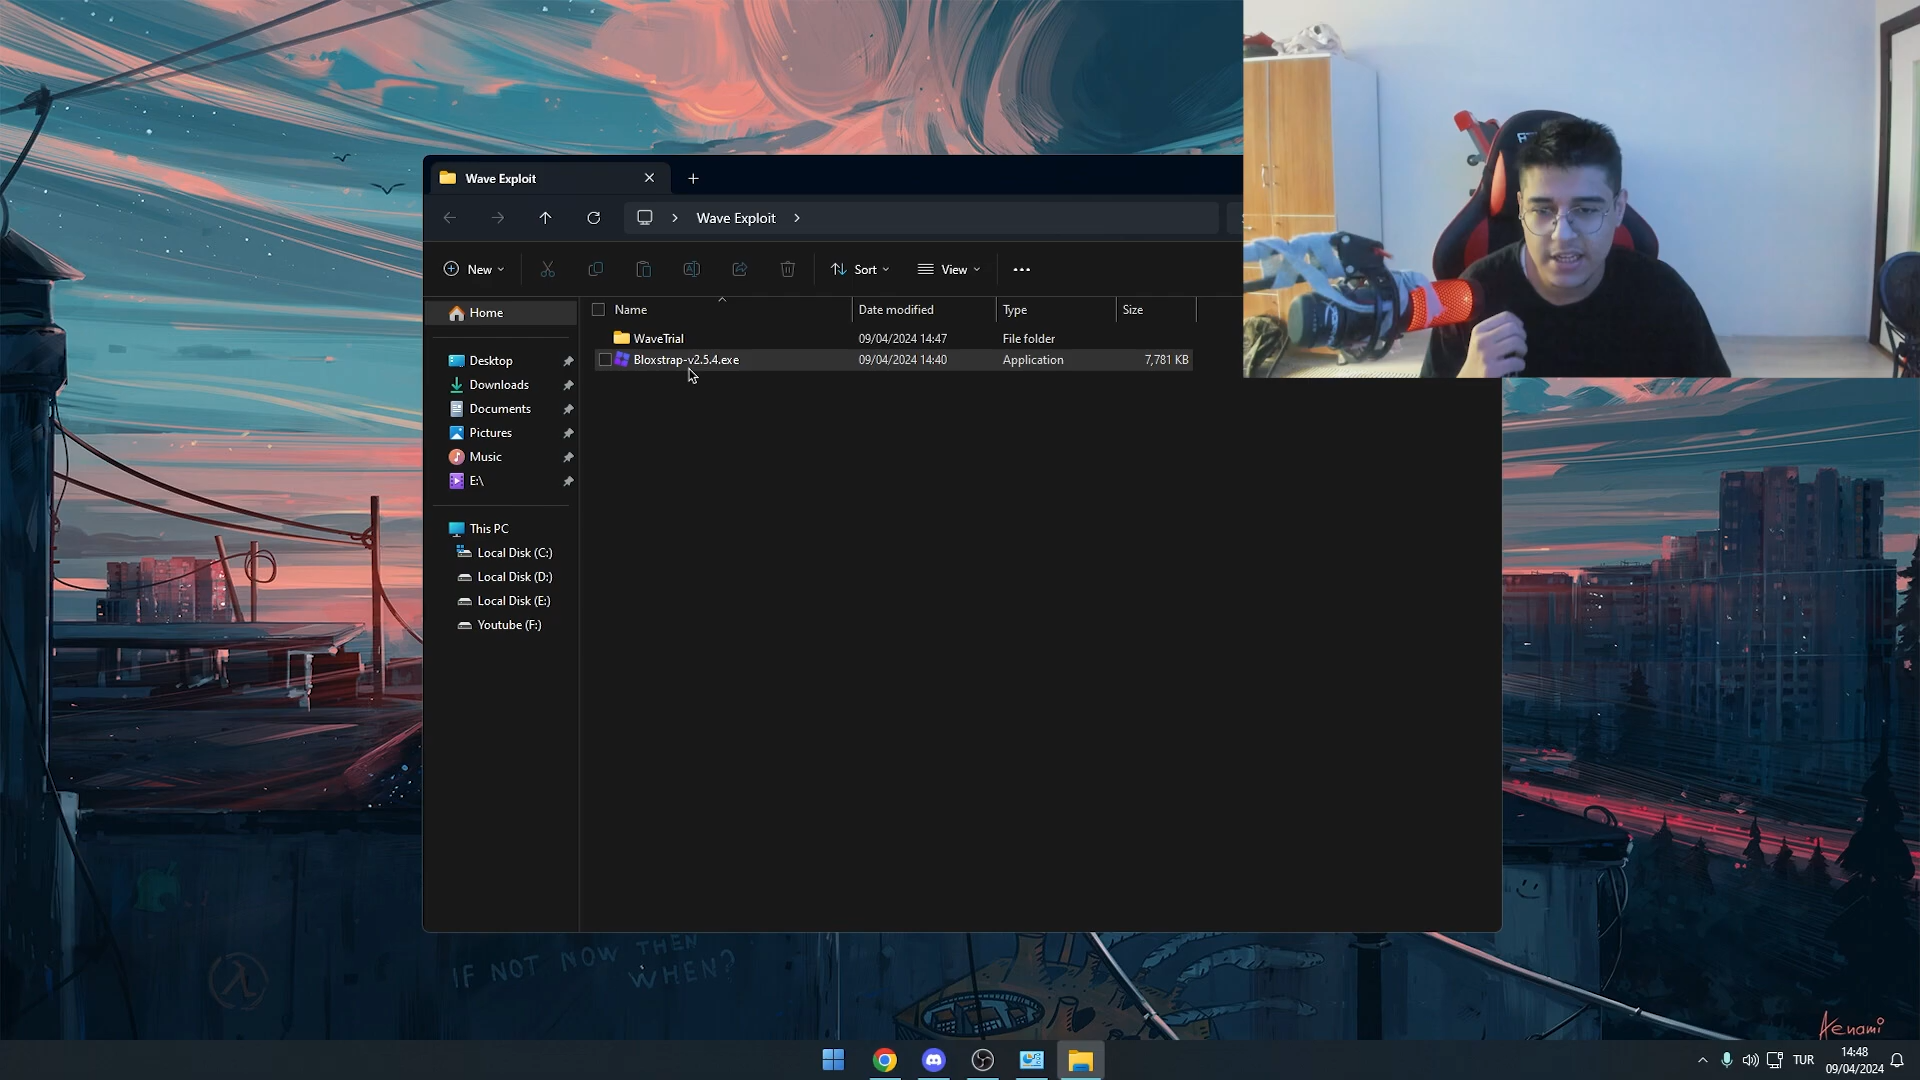 Wave Exploit
Wave Exploit
New
Sort
View
Name
Date modified
Type
Size
WaveTrial
09/04/2024 14:47
File folder
Bloxstrap-v2.5.4.exe
09/04/2024 14:40
Application
7,781 KB
Home
Desktop
Downloads
Documents
Pictures
Music
E:\
This PC
Local Disk (C:)
Local Disk (D:)
Local Disk (E:)
Youtube (F:)
IF NOT NOW THEN
WHEN?
Aenami
TUR
14:48
09/04/2024